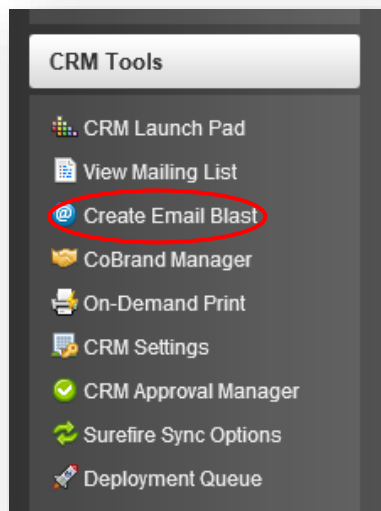 CRM Tools
CRM Launch Pad
View Mailing List
@ Create Email Blast
CoBrand Manager
On-Demand Print
CRM Settings
CRM Approval Manager
Surefire Sync Options
Deployment Queue